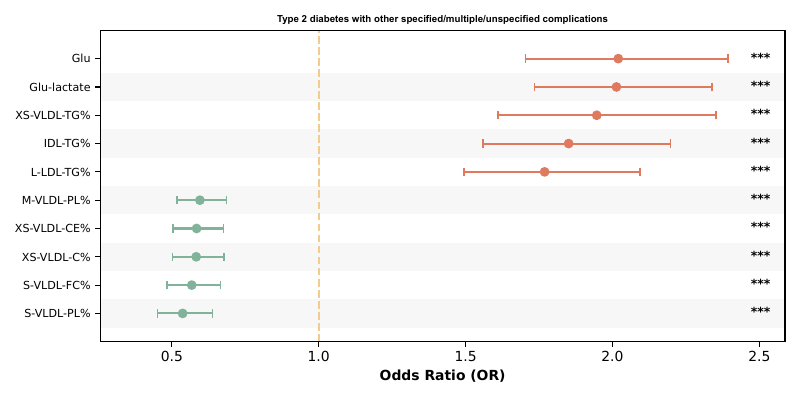 Type 2 diabetes with other specified/multiple/unspecified complications
Glu ***
Glu-lactate ***
XS-VLDL-TG% ***
IDL-TG% ***
L-LDL-TG% ***
M-VLDL-PL% ***
XS-VLDL-CE% ***
XS-VLDL-C% ***
S-VLDL-FC% ***
S-VLDL-PL% ***
0.5 1.0 1.5 2.0 2.5
Odds Ratio (OR)